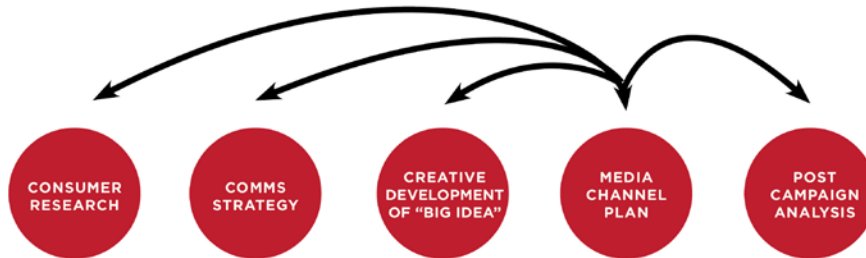 CONSUMER
RESEARCH
COMMS
STRATEGY
CREATIVE
DEVELOPMENT
OF “BIG IDEA”
MEDIA
CHANNEL
PLAN
POST
CAMPAIGN
ANALYSIS